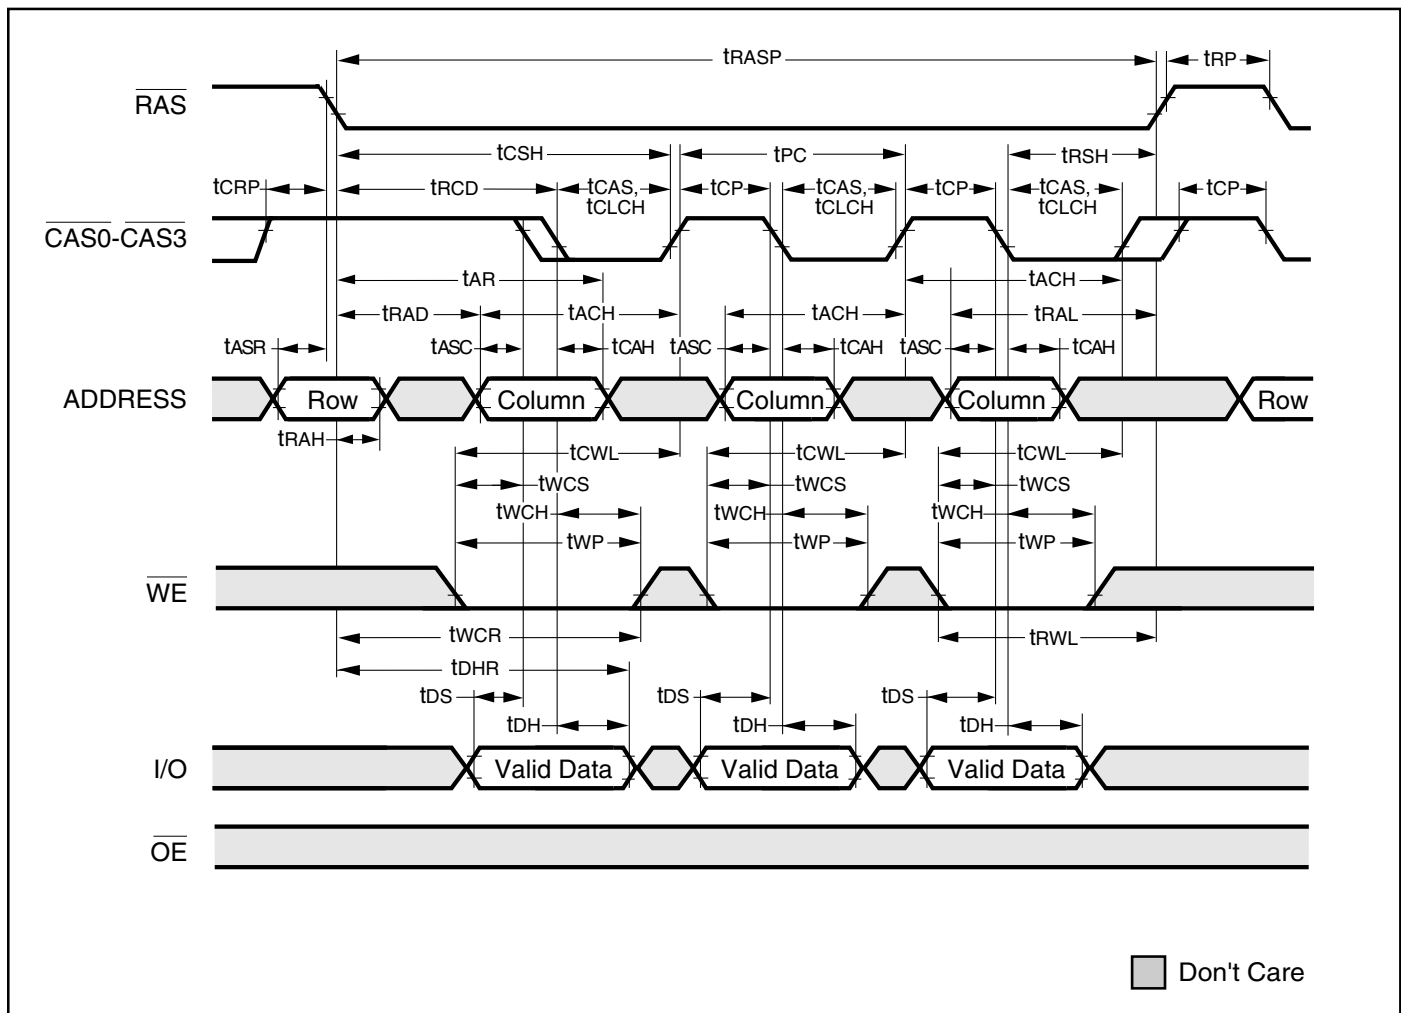 tRASP tRP
RAS
tCSH tPC tRSH
tCRP tRCD tCAS, tCLCH tCP tCAS, tCLCH tCP tCAS, tCLCH tCP
CAS0-CAS3
tAR tACH
tRAD tACH tACH tRAL
tASR tASC tCAH tASC tCAH tASC tCAH
ADDRESS Row Column Column Column Row
tRAH
tCWL tCWL tCWL
tWCS tWCS tWCS
tWCH tWCH tWCH
tWP tWP tWP
WE
tWCR tRWL
tDHR
tDS tDS tDS
tDH tDH tDH
I/O Valid Data Valid Data Valid Data
OE
Don't Care